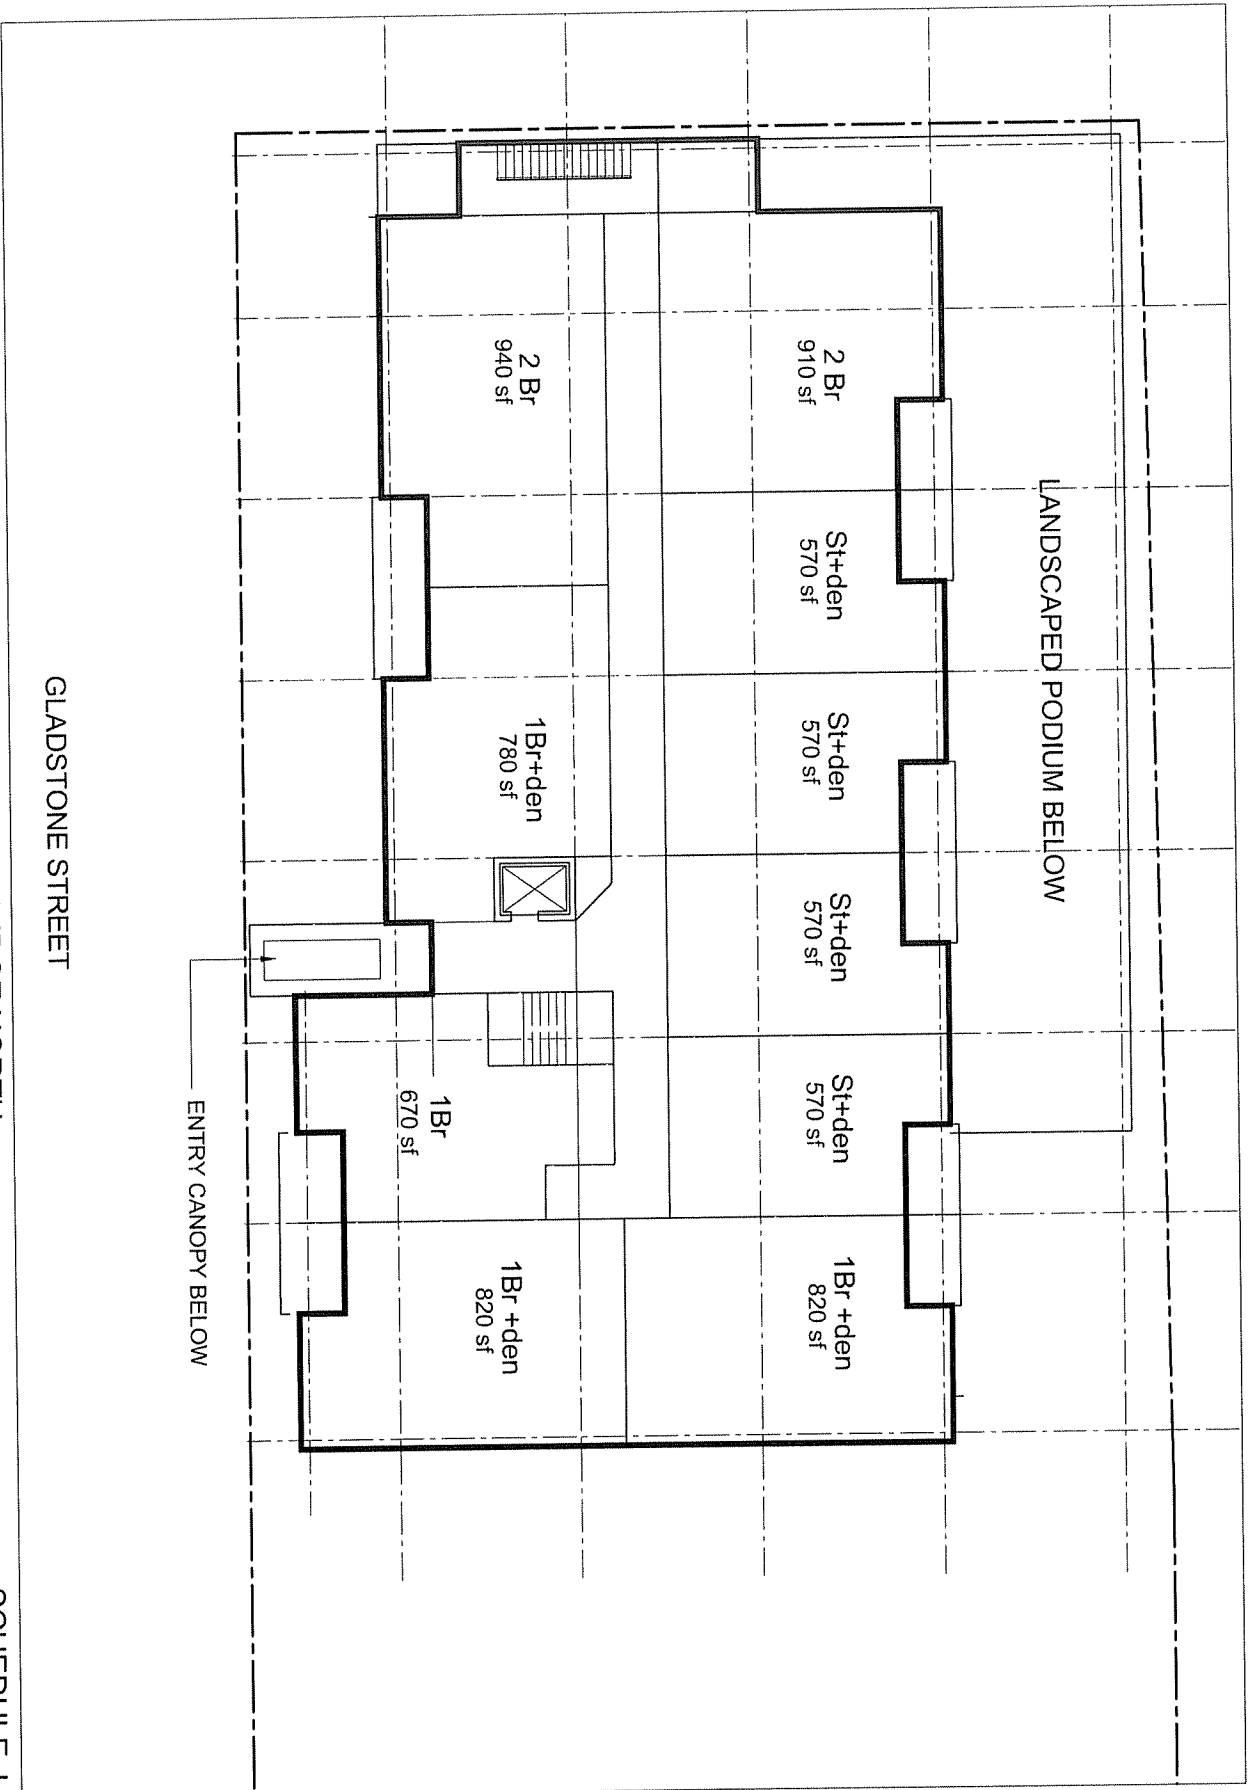 LANDSCAPED PODIUM BELOW
2 Br
910 sf
St+den
570 sf
St+den
570 sf
St+den
570 sf
St+den
570 sf
1Br +den
820 sf
2 Br
940 sf
1Br+den
780 sf
1Br
670 sf
1Br +den
820 sf
ENTRY CANOPY BELOW
GLADSTONE STREET